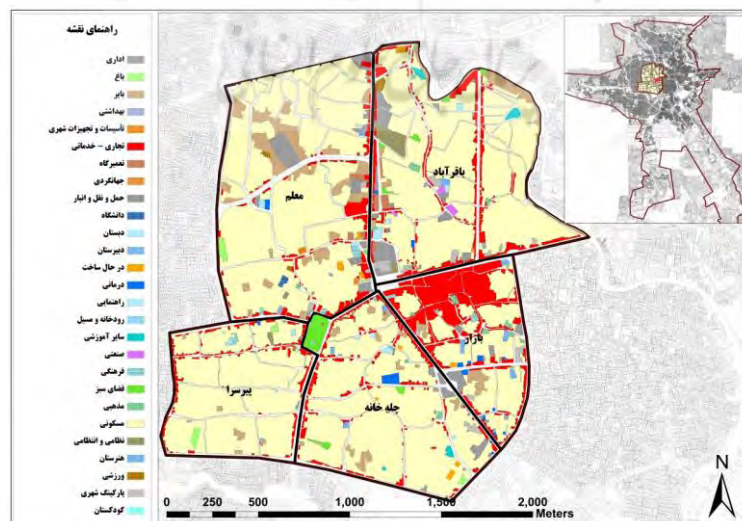 راهنمای نقشه
اداری
باغ
بایر
بهداشتی
تأسیسات و تجهیزات شهری
تجاری - خدماتی
تعمیرگاه
جهانگردی
حمل و نقل و انبار
دانشگاه
دبستان
دبیرستان
در حال ساخت
درمانی
راهنمایی
رودخانه و مسیل
سایر آموزشی
صنعتی
فرهنگی
فضای سبز
مذهبی
مسکونی
نظامی و انتظامی
هنرستان
ورزشی
پارکینگ شهری
کودکستان
باقرآباد
معلم
بازار
پیرسرا
چله خانه
N
0 250 500 1,000 1,500 2,000
Meters